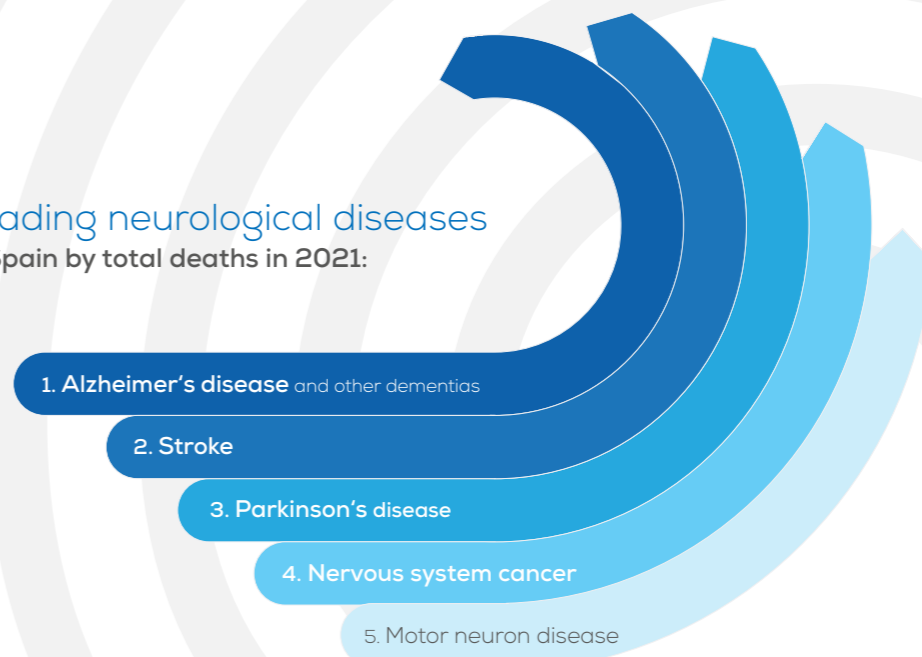 ading neurological diseases
pain by total deaths in 2021:
1. Alzheimer's disease and other dementias
2. Stroke
3. Parkinson's disease
4. Nervous system cancer
5. Motor neuron disease